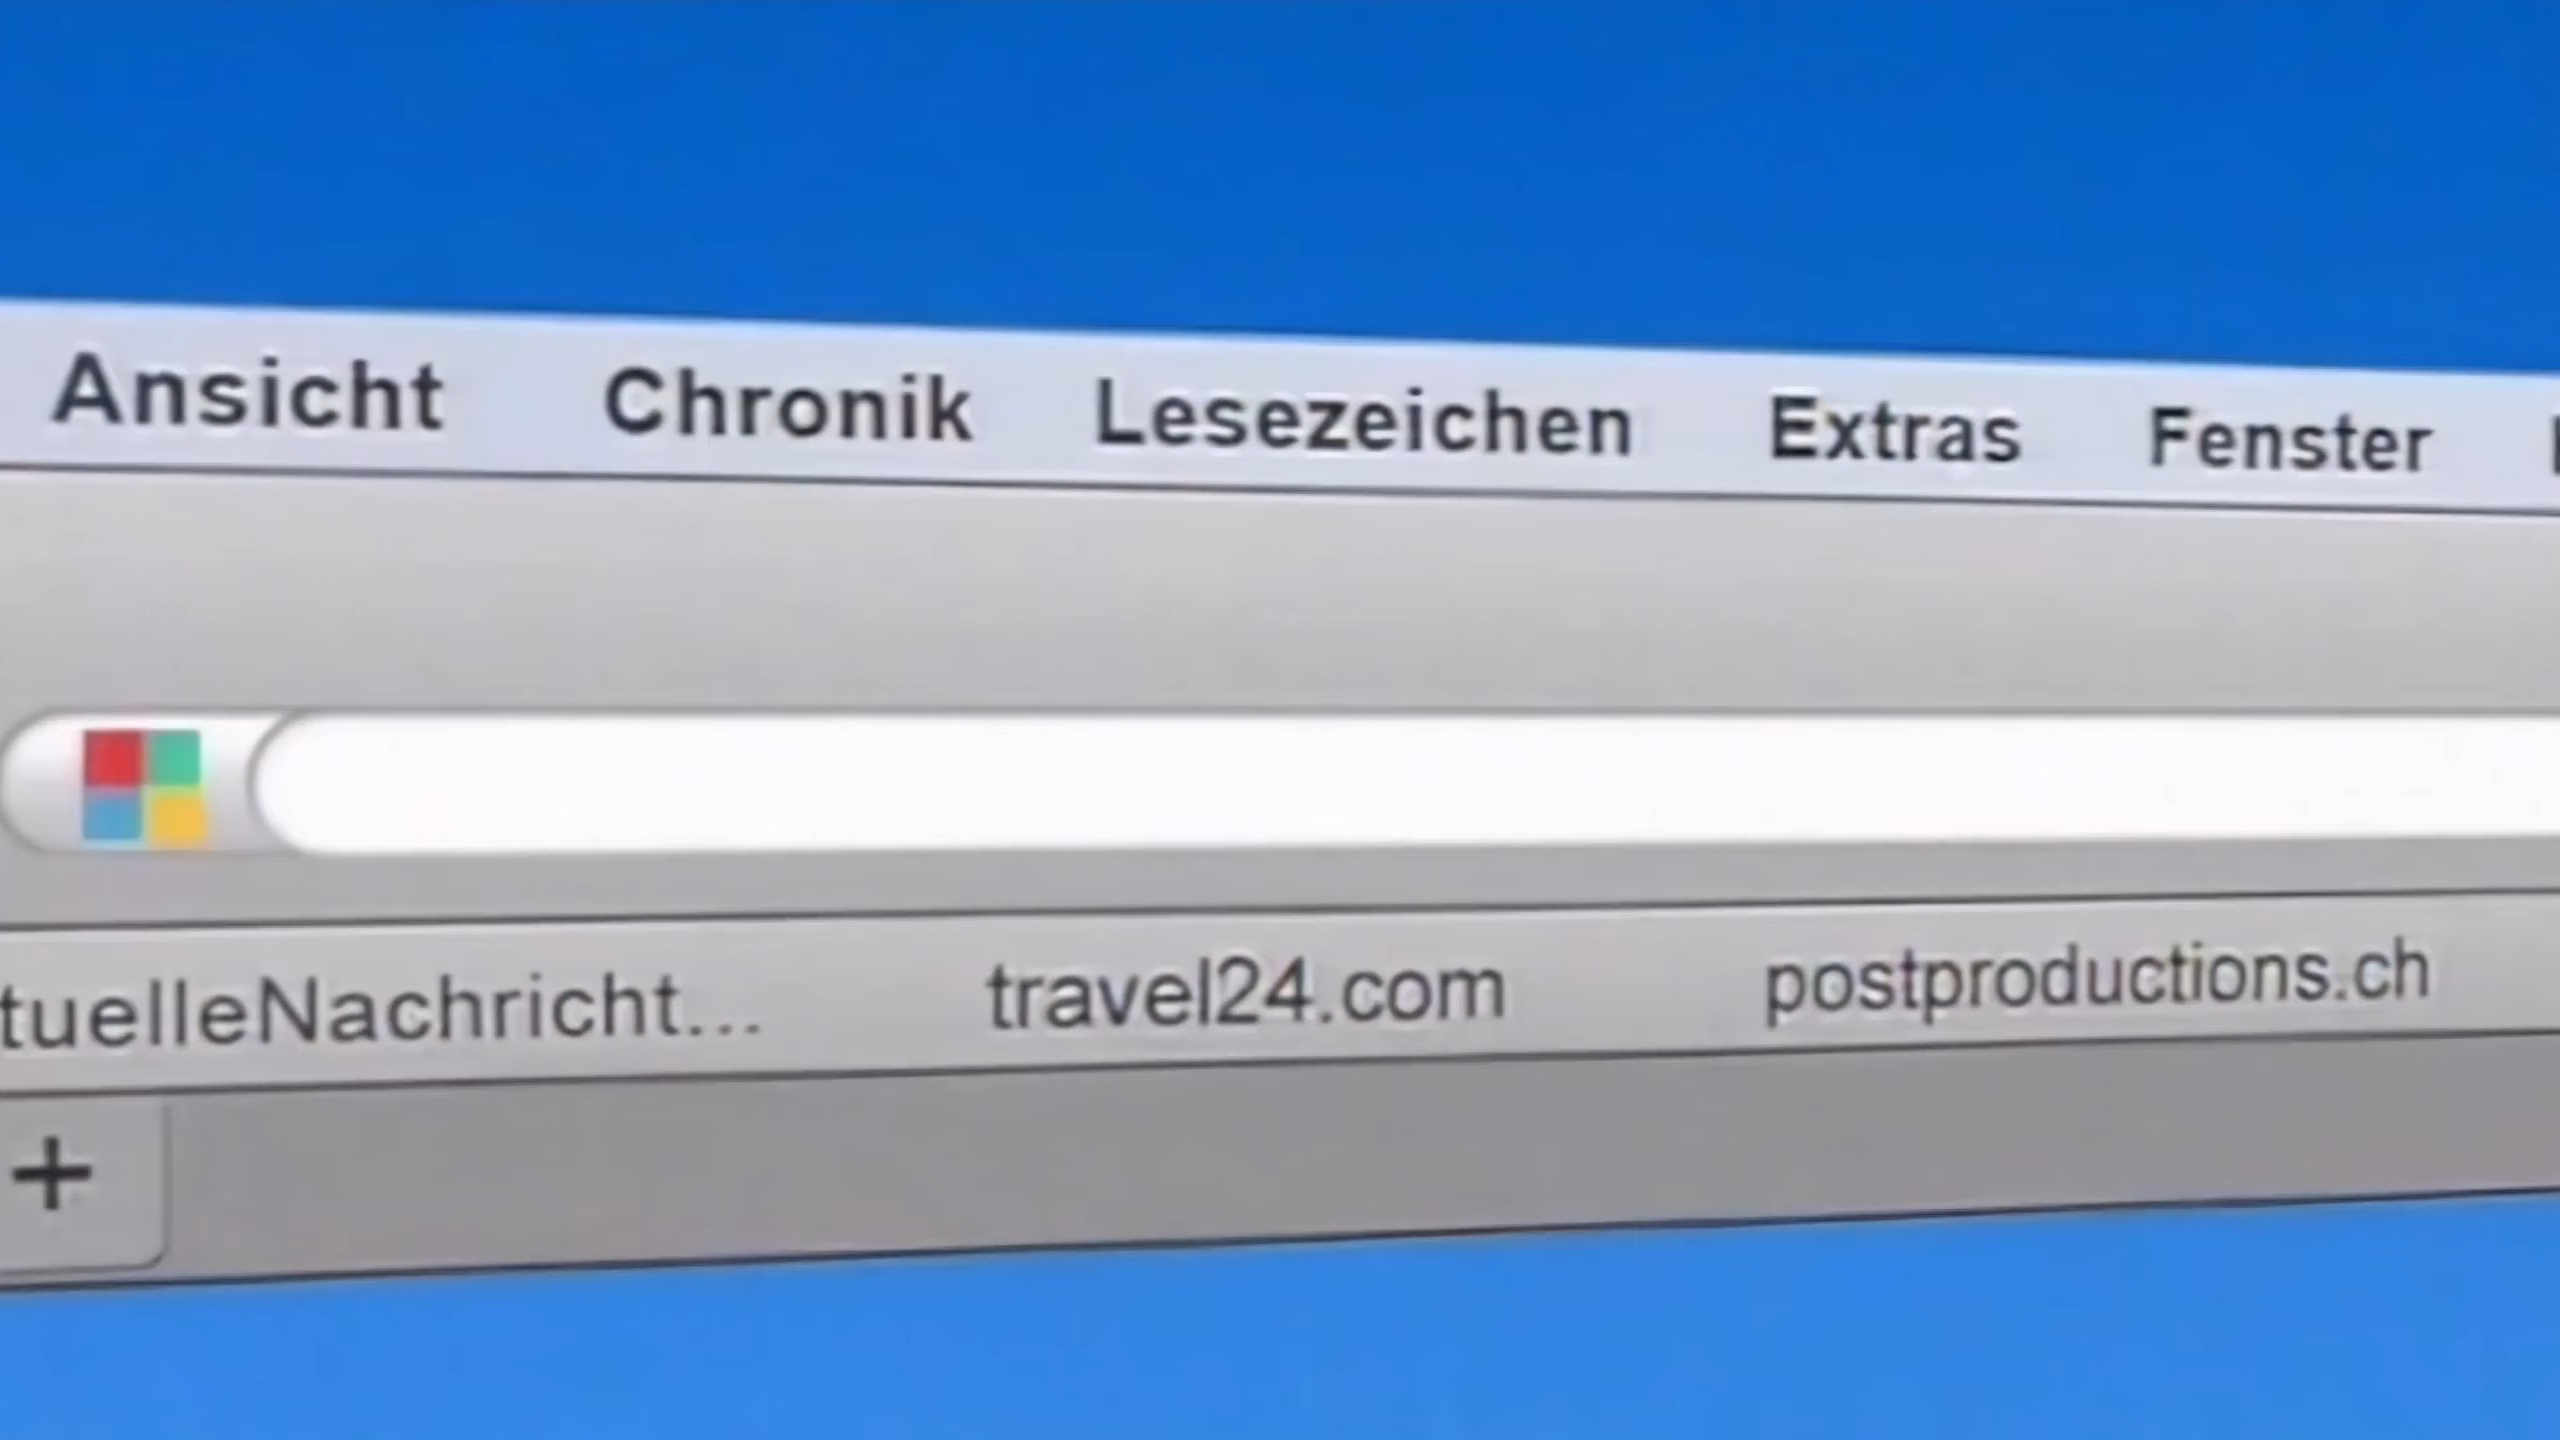 Ansicht Chronik Lesezeichen Extras Fenster
tuelleNachricht... travel24.com postproductions.ch
+